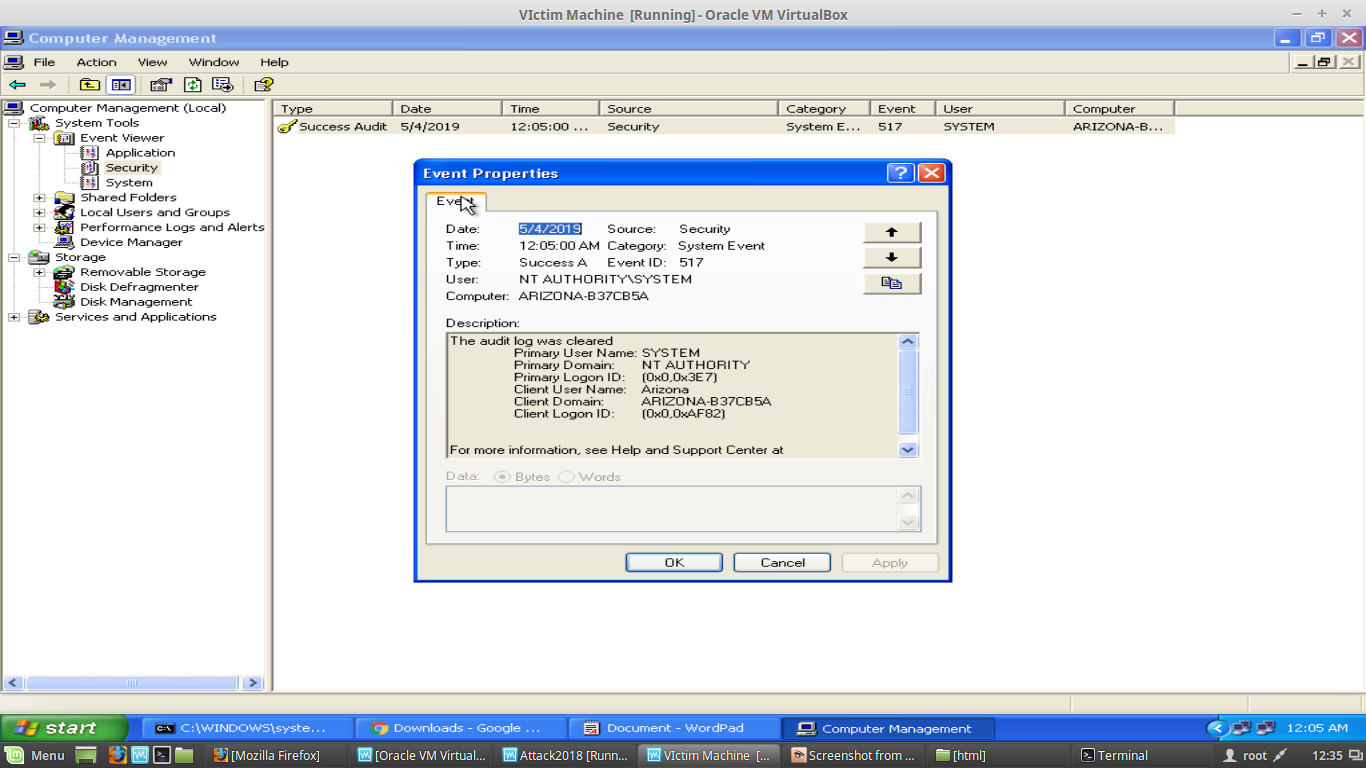 VIctim Machine [Running] - Oracle VM VirtualBox
Computer Management
File Action View Window Help
Computer Management (Local)
System Tools
Event Viewer
Application
Security
System
Shared Folders
Local Users and Groups
Performance Logs and Alerts
Device Manager
Storage
Removable Storage
Disk Defragmenter
Disk Management
Services and Applications
Type Date Time Source Category Event User Computer
Success Audit 5/4/2019 12:05:00 ... Security System E... 517 SYSTEM ARIZONA-B...
Event Properties
Event
Date: 5/4/2019 Source: Security
Time: 12:05:00 AM Category: System Event
Type: Success A Event ID: 517
User: NT AUTHORITY\SYSTEM
Computer: ARIZONA-B37CB5A
Description:
The audit log was cleared
Primary User Name: SYSTEM
Primary Domain: NT AUTHORITY
Primary Logon ID: (0x0,0x3E7)
Client User Name: Arizona
Client Domain: ARIZONA-B37CB5A
Client Logon ID: (0x0,0xAF82)
For more information, see Help and Support Center at
Data: Bytes Words
OK Cancel Apply
start C:\WINDOWS\syste... Downloads - Google ... Document - WordPad Computer Management 12:05 AM
Menu [Mozilla Firefox] [Oracle VM Virtual... Attack2018 [Runn... VIctim Machine [... Screenshot from ... [html] Terminal root 12:35